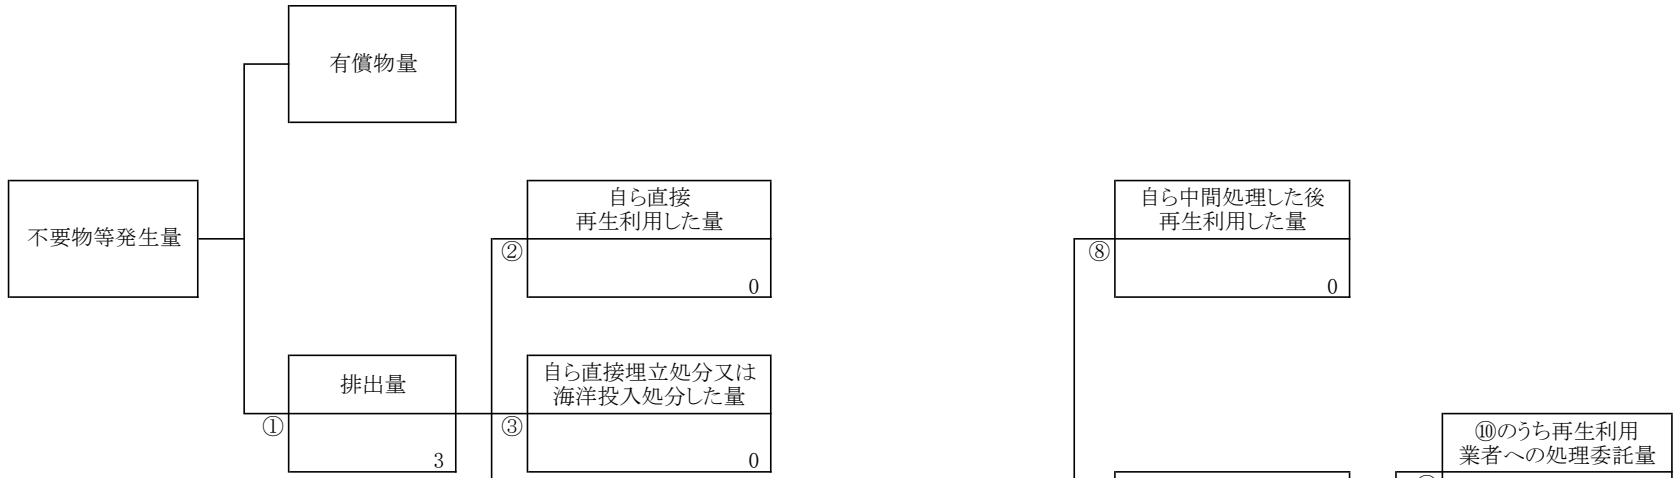 有償物量
不要物等発生量
自ら直接
再生利用した量
②
0
自ら中間処理した後
再生利用した量
⑧
0
排出量
①
3
自ら直接埋立処分又は
海洋投入処分した量
③
0
⑩のうち再生利用
業者への処理委託量